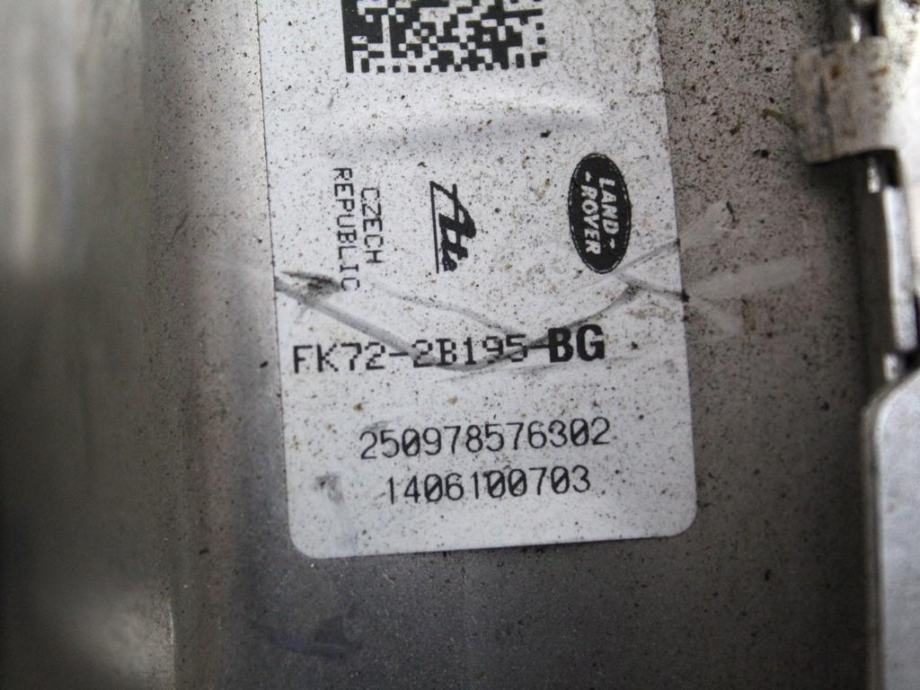 LAND-
ROVER
Ate
CZECH
REPUBLIC
FK72-2B195-BG
250978576302
1406100703